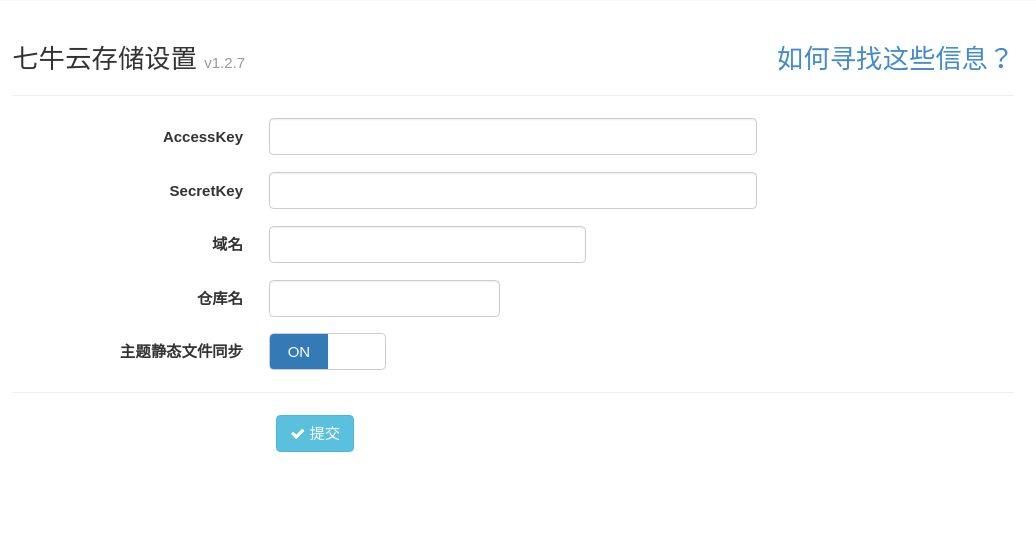 七牛云存储设置 v1.2.7 如何寻找这些信息？
AccessKey
SecretKey
域名
仓库名
主题静态文件同步 ON
提交